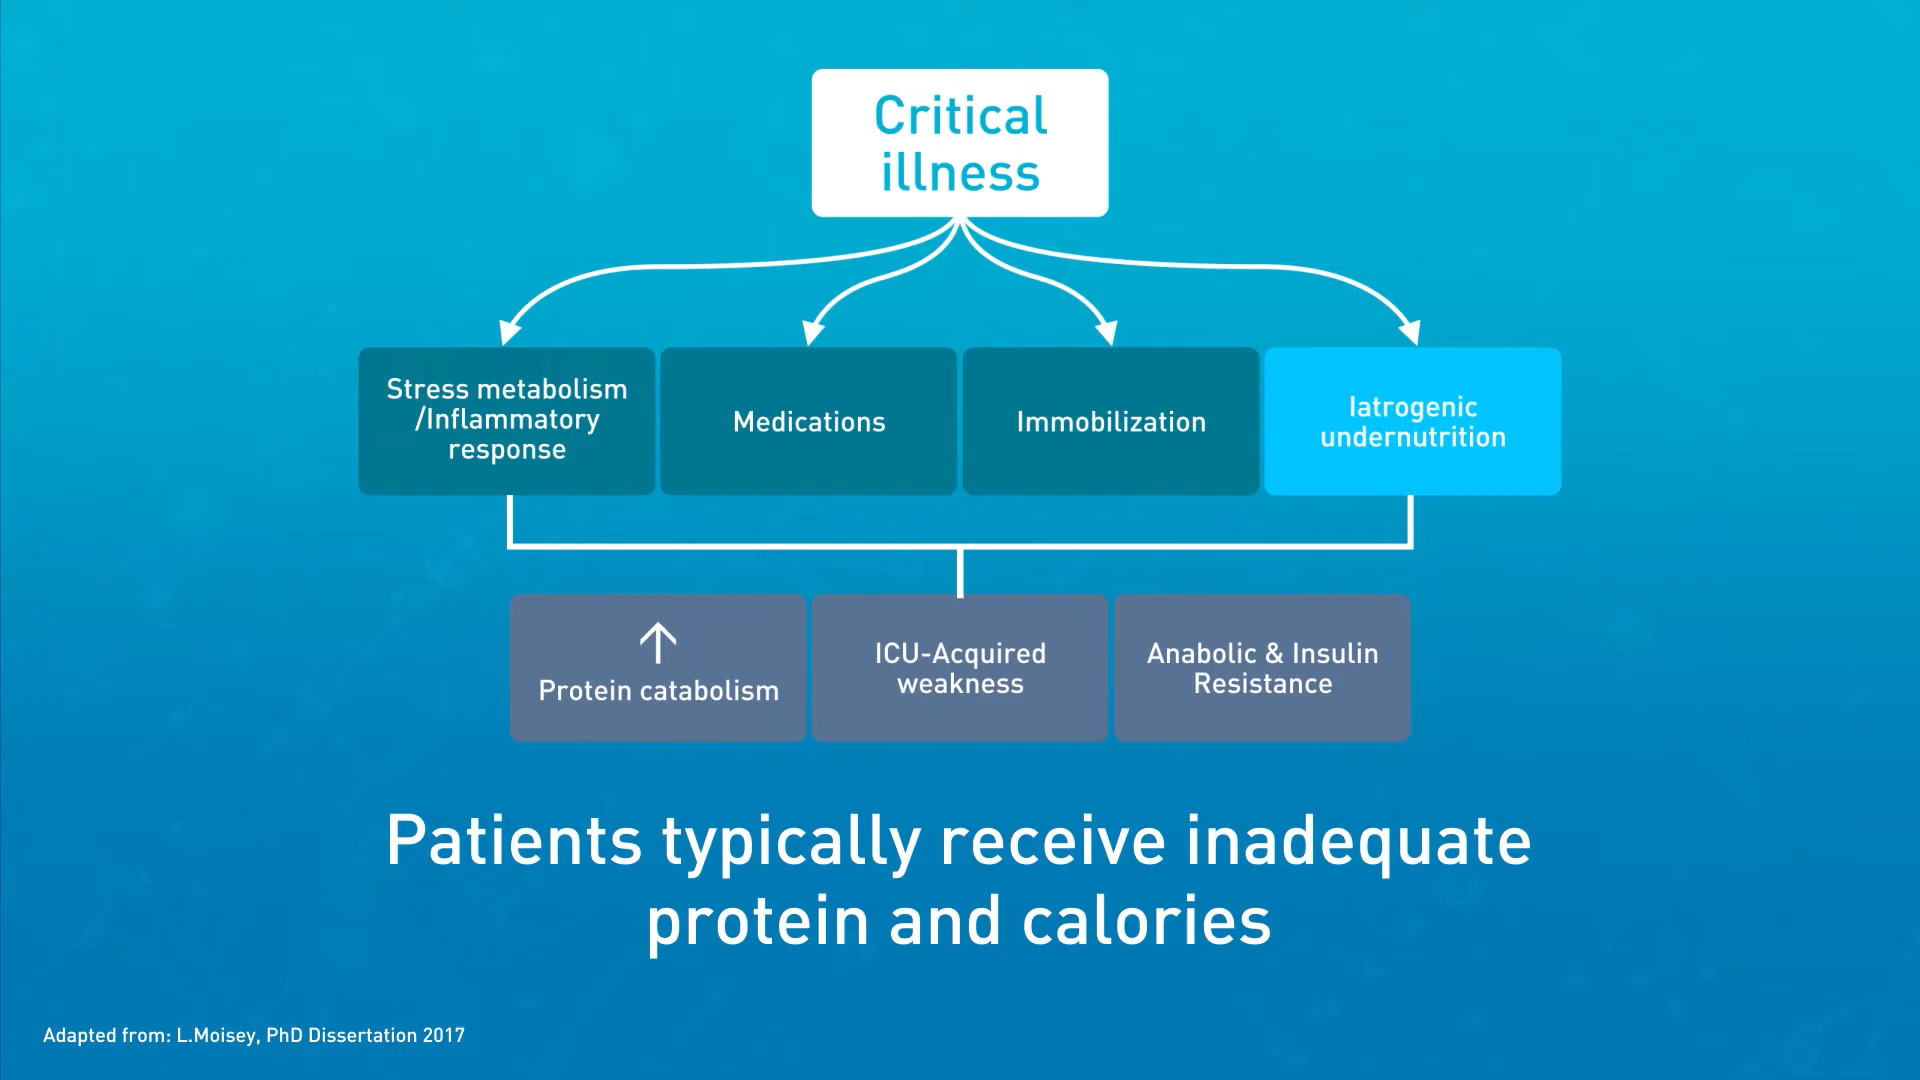 Critical
illness
Stress metabolism
/Inflammatory
response
Medications
Immobilization
Iatrogenic
undernutrition
↑
Protein catabolism
ICU-Acquired
weakness
Anabolic & Insulin
Resistance
Patients typically receive inadequate
protein and calories
Adapted from: L.Moisey, PhD Dissertation 2017